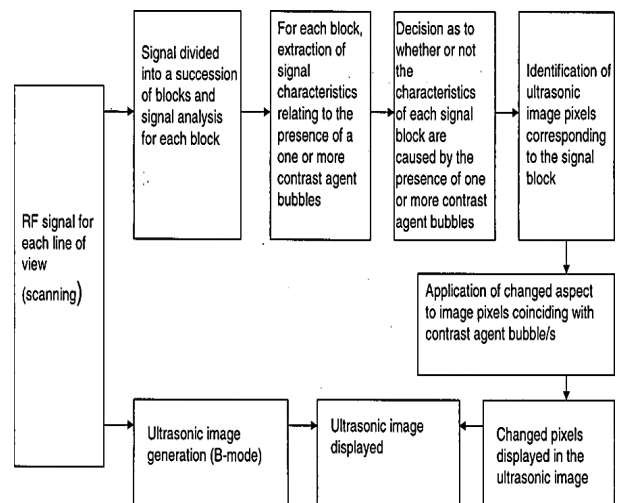 Signal divided
into a succession
of blocks and
signal analysis
for each block
For each block,
extraction of
signal
characteristics
relating to the
presence of a
one or more
contrast agent
bubbles
Decision as to
whether or not
the
characteristics
of each signal
block are
caused by the
presence of one
or more contrast
agent bubbles
Identification of
ultrasonic
image pixels
corresponding
to the signal
block
RF signal for
each line of
view
(scanning)
Application of changed aspect
to image pixels coinciding with
contrast agent bubble/s
Ultrasonic image
generation (B-mode)
Ultrasonic image
displayed
Changed pixels
displayed in the
ultrasonic image